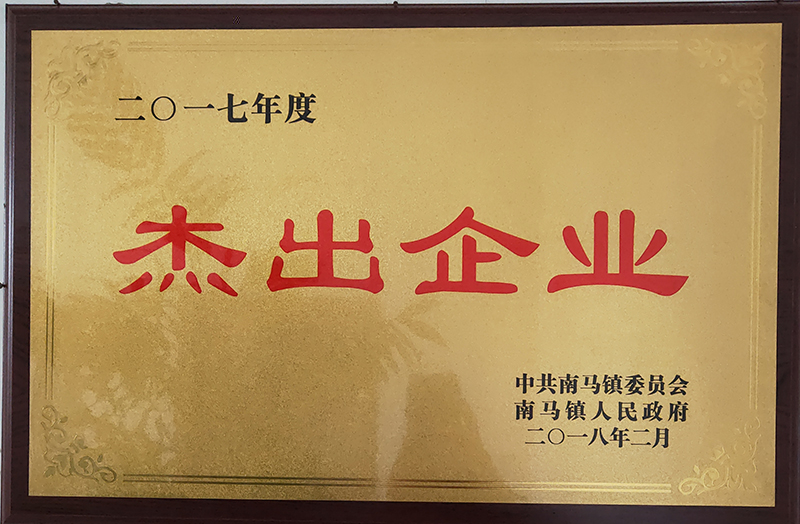 二〇一七年度
杰出企业
中共南马镇委员会
南马镇人民政府
二〇一八年二月